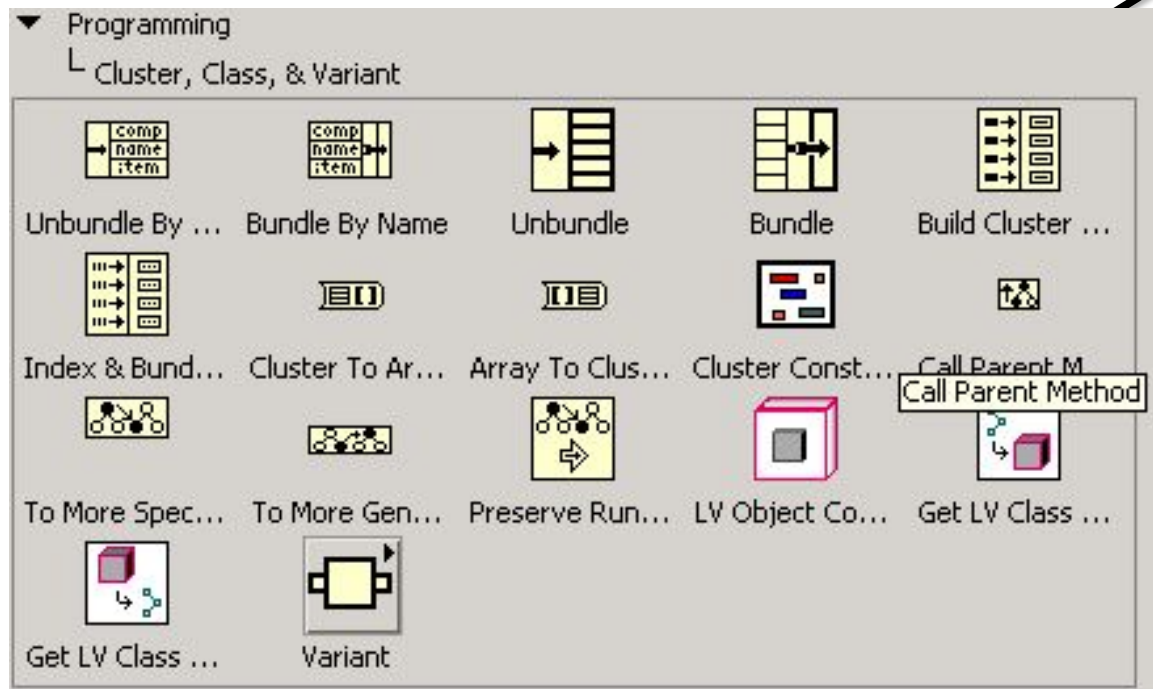 Programming
Cluster, Class, & Variant
comp
name
item
comp
name
item
Unbundle By ... Bundle By Name Unbundle Bundle Build Cluster ...
Index & Bund... Cluster To Ar... Array To Clus... Cluster Const... Call Parent M...
Call Parent Method
To More Spec... To More Gen... Preserve Run... LV Object Co... Get LV Class ...
Get LV Class ... Variant